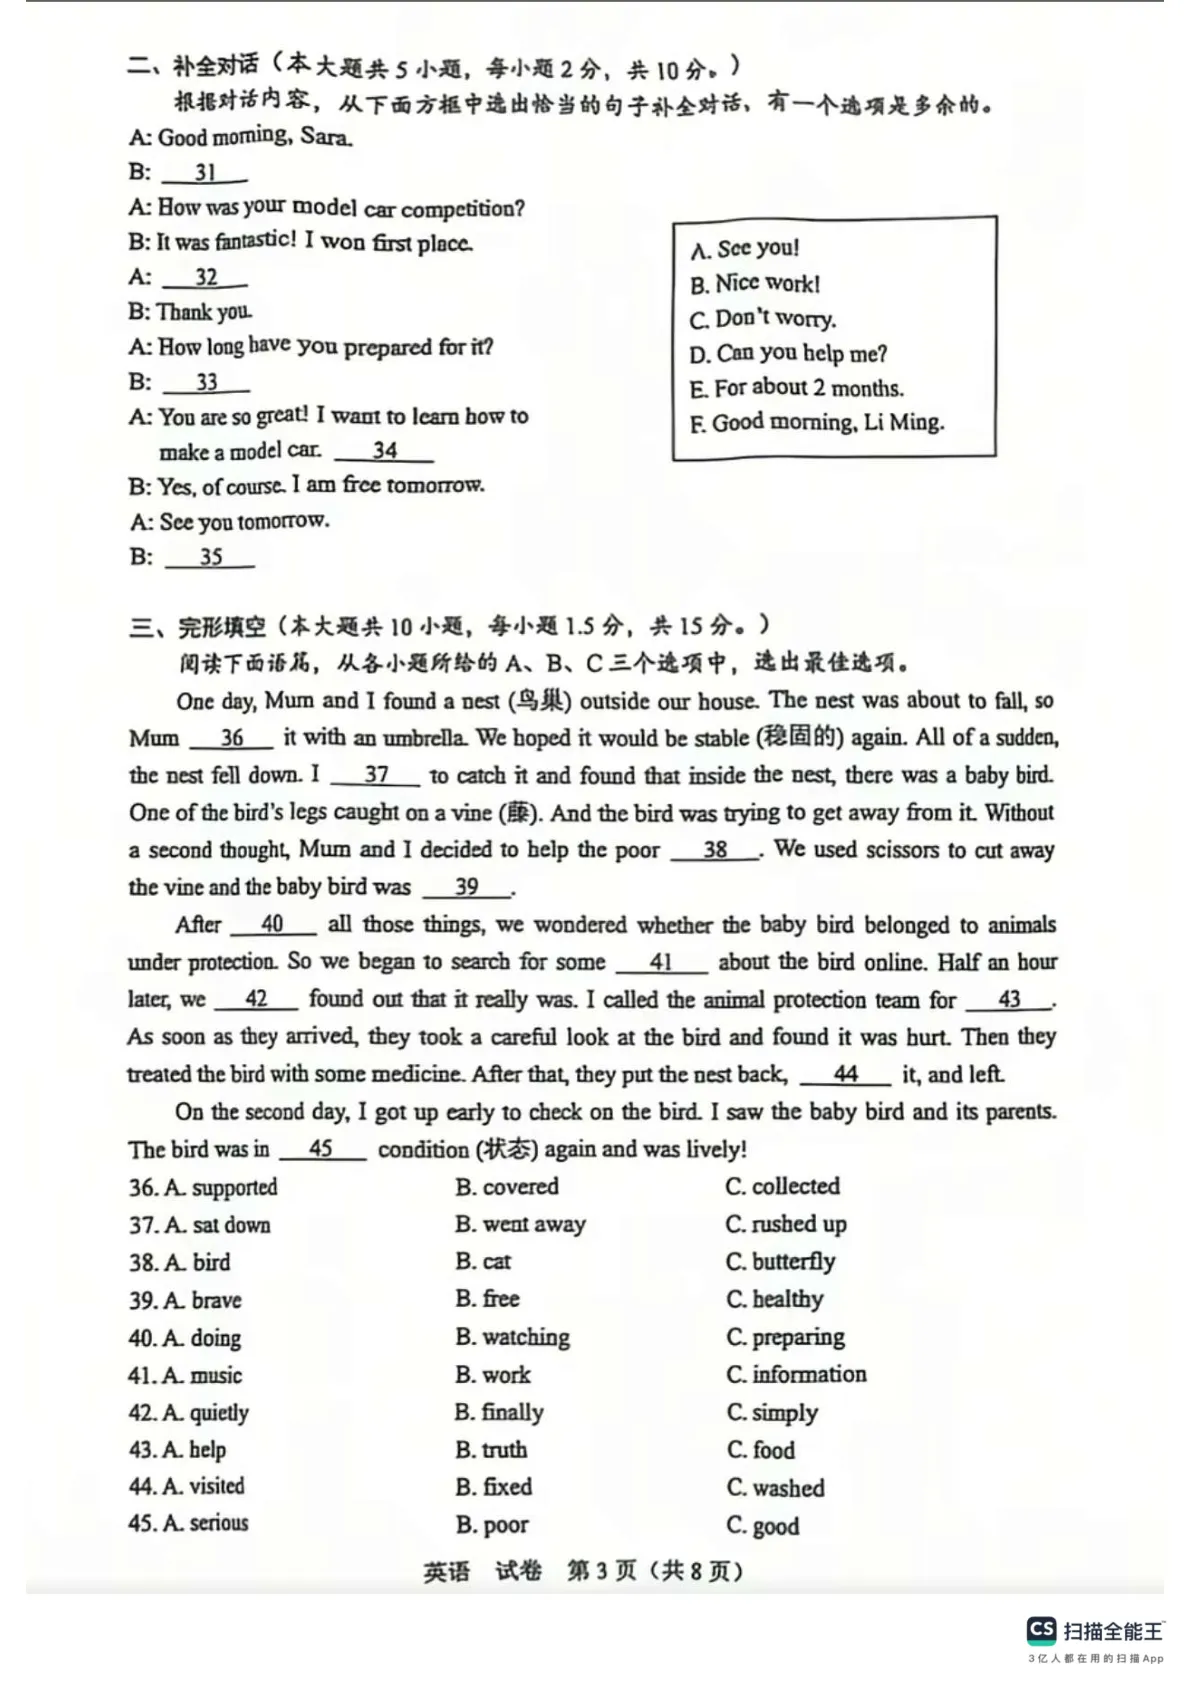 二、补全对话（本大题共5小题，每小题2分，共10分。）
根据对话内容，从下面方框中选出恰当的句子补全对话，有一个选项是多余的。
A: Good morning, Sara.
B: 31
A: How was your model car competition?
B: It was fantastic! I won first place.
A: 32
B: Thank you.
A: How long have you prepared for it?
B: 33
A: You are so great! I want to learn how to
make a model car. 34
B: Yes, of course. I am free tomorrow.
A: See you tomorrow.
B: 35
A. See you!
B. Nice work!
C. Don't worry.
D. Can you help me?
E. For about 2 months.
F. Good morning, Li Ming.
三、完形填空（本大题共10小题，每小题1.5分，共15分。）
阅读下面语篇，从各小题所给的A、B、C三个选项中，选出最佳选项。
One day, Mum and I found a nest (鸟巢) outside our house. The nest was about to fall, so
Mum 36 it with an umbrella. We hoped it would be stable (稳固的) again. All of a sudden,
the nest fell down. I 37 to catch it and found that inside the nest, there was a baby bird.
One of the bird's legs caught on a vine (藤). And the bird was trying to get away from it. Without
a second thought, Mum and I decided to help the poor 38. We used scissors to cut away
the vine and the baby bird was 39.
After 40 all those things, we wondered whether the baby bird belonged to animals
under protection. So we began to search for some 41 about the bird online. Half an hour
later, we 42 found out that it really was. I called the animal protection team for 43.
As soon as they arrived, they took a careful look at the bird and found it was hurt. Then they
treated the bird with some medicine. After that, they put the nest back, 44 it, and left.
On the second day, I got up early to check on the bird. I saw the baby bird and its parents.
The bird was in 45 condition (状态) again and was lively!
36. A. supported B. covered C. collected
37. A. sat down B. went away C. rushed up
38. A. bird B. cat C. butterfly
39. A. brave B. free C. healthy
40. A. doing B. watching C. preparing
41. A. music B. work C. information
42. A. quietly B. finally C. simply
43. A. help B. truth C. food
44. A. visited B. fixed C. washed
45. A. serious B. poor C. good
英语 试卷 第3页（共8页）
CS 扫描全能王™
3亿人都在用的扫描App